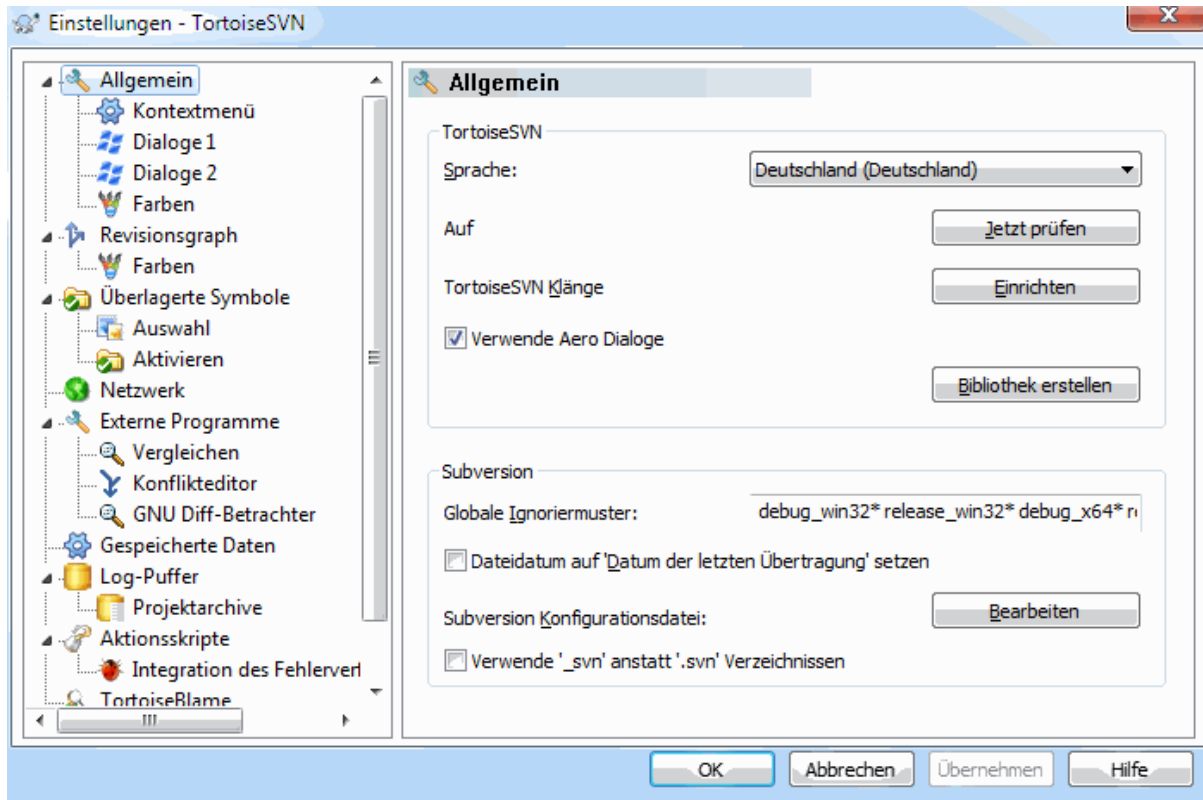 Einstellungen - TortoiseSVN
Allgemein
Kontextmenü
Dialoge 1
Dialoge 2
Farben
Revisionsgraph
Farben
Überlagerte Symbole
Auswahl
Aktivieren
Netzwerk
Externe Programme
Vergleichen
Konflikteditor
GNU Diff-Betrachter
Gespeicherte Daten
Log-Puffer
Projektarchive
Aktionsskripte
Integration des Fehlerverf
TortoiseBlame
Allgemein
TortoiseSVN
Sprache: Deutschland (Deutschland)
Auf Jetzt prüfen
TortoiseSVN Klänge Einrichten
Verwende Aero Dialoge
Bibliothek erstellen
Subversion
Globale Ignoriermuster: debug_win32* release_win32* debug_x64*
Dateidatum auf 'Datum der letzten Übertragung' setzen
Subversion Konfigurationsdatei: Bearbeiten
Verwende '_svn' anstatt '.svn' Verzeichnissen
OK Abbrechen Übernehmen Hilfe